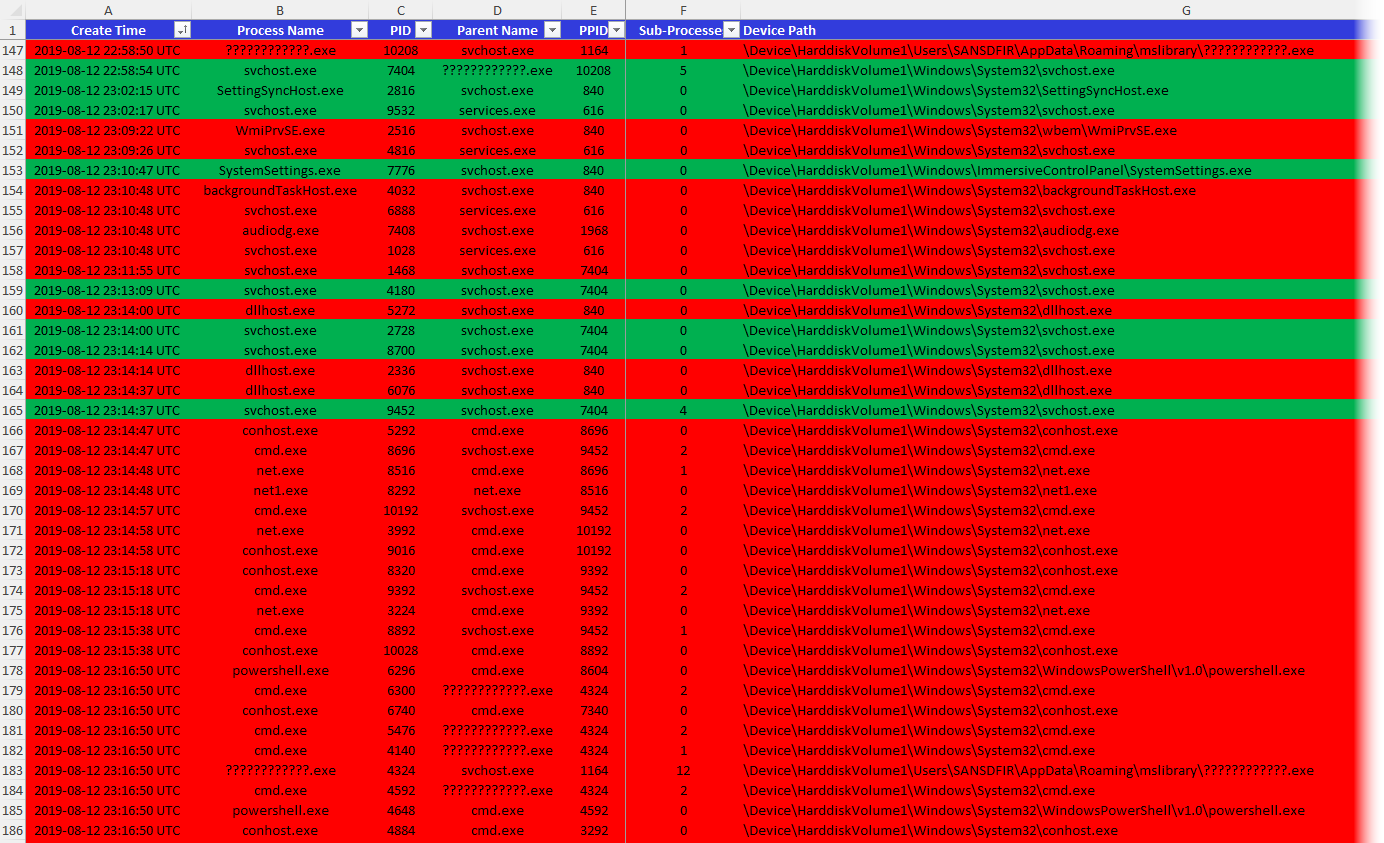 A B C D E F G
1 Create Time Process Name PID Parent Name PPID Sub-Processe Device Path
147 2019-08-12 22:58:50 UTC ????????????.exe 10208 svchost.exe 1164 1 \Device\HarddiskVolume1\Users\SANSDFIR\AppData\Roaming\mslibrary\????????????.exe
148 2019-08-12 22:58:54 UTC svchost.exe 7404 ????????????.exe 10208 5 \Device\HarddiskVolume1\Windows\System32\svchost.exe
149 2019-08-12 23:02:15 UTC SettingSyncHost.exe 2816 svchost.exe 840 0 \Device\HarddiskVolume1\Windows\System32\SettingSyncHost.exe
150 2019-08-12 23:02:17 UTC svchost.exe 9532 services.exe 616 0 \Device\HarddiskVolume1\Windows\System32\svchost.exe
151 2019-08-12 23:09:22 UTC WmiPrvSE.exe 2516 svchost.exe 840 0 \Device\HarddiskVolume1\Windows\System32\wbem\WmiPrvSE.exe
152 2019-08-12 23:09:26 UTC svchost.exe 4816 services.exe 616 0 \Device\HarddiskVolume1\Windows\System32\svchost.exe
153 2019-08-12 23:10:47 UTC SystemSettings.exe 7776 svchost.exe 840 0 \Device\HarddiskVolume1\Windows\ImmersiveControlPanel\SystemSettings.exe
154 2019-08-12 23:10:48 UTC backgroundTaskHost.exe 4032 svchost.exe 840 0 \Device\HarddiskVolume1\Windows\System32\backgroundTaskHost.exe
155 2019-08-12 23:10:48 UTC svchost.exe 6888 services.exe 616 0 \Device\HarddiskVolume1\Windows\System32\svchost.exe
156 2019-08-12 23:10:48 UTC audiodg.exe 7408 svchost.exe 1968 0 \Device\HarddiskVolume1\Windows\System32\audiodg.exe
157 2019-08-12 23:10:48 UTC svchost.exe 1028 services.exe 616 0 \Device\HarddiskVolume1\Windows\System32\svchost.exe
158 2019-08-12 23:11:55 UTC svchost.exe 1468 svchost.exe 7404 0 \Device\HarddiskVolume1\Windows\System32\svchost.exe
159 2019-08-12 23:13:09 UTC svchost.exe 4180 svchost.exe 7404 0 \Device\HarddiskVolume1\Windows\System32\svchost.exe
160 2019-08-12 23:14:00 UTC dllhost.exe 5272 svchost.exe 840 0 \Device\HarddiskVolume1\Windows\System32\dllhost.exe
161 2019-08-12 23:14:00 UTC svchost.exe 2728 svchost.exe 7404 0 \Device\HarddiskVolume1\Windows\System32\svchost.exe
162 2019-08-12 23:14:14 UTC svchost.exe 8700 svchost.exe 7404 0 \Device\HarddiskVolume1\Windows\System32\svchost.exe
163 2019-08-12 23:14:14 UTC dllhost.exe 2336 svchost.exe 840 0 \Device\HarddiskVolume1\Windows\System32\dllhost.exe
164 2019-08-12 23:14:37 UTC dllhost.exe 6076 svchost.exe 840 0 \Device\HarddiskVolume1\Windows\System32\dllhost.exe
165 2019-08-12 23:14:37 UTC svchost.exe 9452 svchost.exe 7404 4 \Device\HarddiskVolume1\Windows\System32\svchost.exe
166 2019-08-12 23:14:47 UTC conhost.exe 5292 cmd.exe 8696 0 \Device\HarddiskVolume1\Windows\System32\conhost.exe
167 2019-08-12 23:14:47 UTC cmd.exe 8696 svchost.exe 9452 2 \Device\HarddiskVolume1\Windows\System32\cmd.exe
168 2019-08-12 23:14:48 UTC net.exe 8516 cmd.exe 8696 1 \Device\HarddiskVolume1\Windows\System32\net.exe
169 2019-08-12 23:14:48 UTC net1.exe 8292 net.exe 8516 0 \Device\HarddiskVolume1\Windows\System32\net1.exe
170 2019-08-12 23:14:57 UTC cmd.exe 10192 svchost.exe 9452 2 \Device\HarddiskVolume1\Windows\System32\cmd.exe
171 2019-08-12 23:14:58 UTC net.exe 3992 cmd.exe 10192 0 \Device\HarddiskVolume1\Windows\System32\net.exe
172 2019-08-12 23:14:58 UTC conhost.exe 9016 cmd.exe 10192 0 \Device\HarddiskVolume1\Windows\System32\conhost.exe
173 2019-08-12 23:15:18 UTC conhost.exe 8320 cmd.exe 9392 0 \Device\HarddiskVolume1\Windows\System32\conhost.exe
174 2019-08-12 23:15:18 UTC cmd.exe 9392 svchost.exe 9452 2 \Device\HarddiskVolume1\Windows\System32\cmd.exe
175 2019-08-12 23:15:18 UTC net.exe 3224 cmd.exe 9392 0 \Device\HarddiskVolume1\Windows\System32\net.exe
176 2019-08-12 23:15:38 UTC cmd.exe 8892 svchost.exe 9452 1 \Device\HarddiskVolume1\Windows\System32\cmd.exe
177 2019-08-12 23:15:38 UTC conhost.exe 10028 cmd.exe 8892 0 \Device\HarddiskVolume1\Windows\System32\conhost.exe
178 2019-08-12 23:16:50 UTC powershell.exe 6296 cmd.exe 8604 0 \Device\HarddiskVolume1\Windows\System32\WindowsPowerShell\v1.0\powershell.exe
179 2019-08-12 23:16:50 UTC cmd.exe 6300 ????????????.exe 4324 2 \Device\HarddiskVolume1\Windows\System32\cmd.exe
180 2019-08-12 23:16:50 UTC conhost.exe 6740 cmd.exe 7340 0 \Device\HarddiskVolume1\Windows\System32\conhost.exe
181 2019-08-12 23:16:50 UTC cmd.exe 5476 ????????????.exe 4324 2 \Device\HarddiskVolume1\Windows\System32\cmd.exe
182 2019-08-12 23:16:50 UTC cmd.exe 4140 ????????????.exe 4324 1 \Device\HarddiskVolume1\Windows\System32\cmd.exe
183 2019-08-12 23:16:50 UTC ????????????.exe 4324 svchost.exe 1164 12 \Device\HarddiskVolume1\Users\SANSDFIR\AppData\Roaming\mslibrary\????????????.exe
184 2019-08-12 23:16:50 UTC cmd.exe 4592 ????????????.exe 4324 2 \Device\HarddiskVolume1\Windows\System32\cmd.exe
185 2019-08-12 23:16:50 UTC powershell.exe 4648 cmd.exe 4592 0 \Device\HarddiskVolume1\Windows\System32\WindowsPowerShell\v1.0\powershell.exe
186 2019-08-12 23:16:50 UTC conhost.exe 4884 cmd.exe 3292 0 \Device\HarddiskVolume1\Windows\System32\conhost.exe